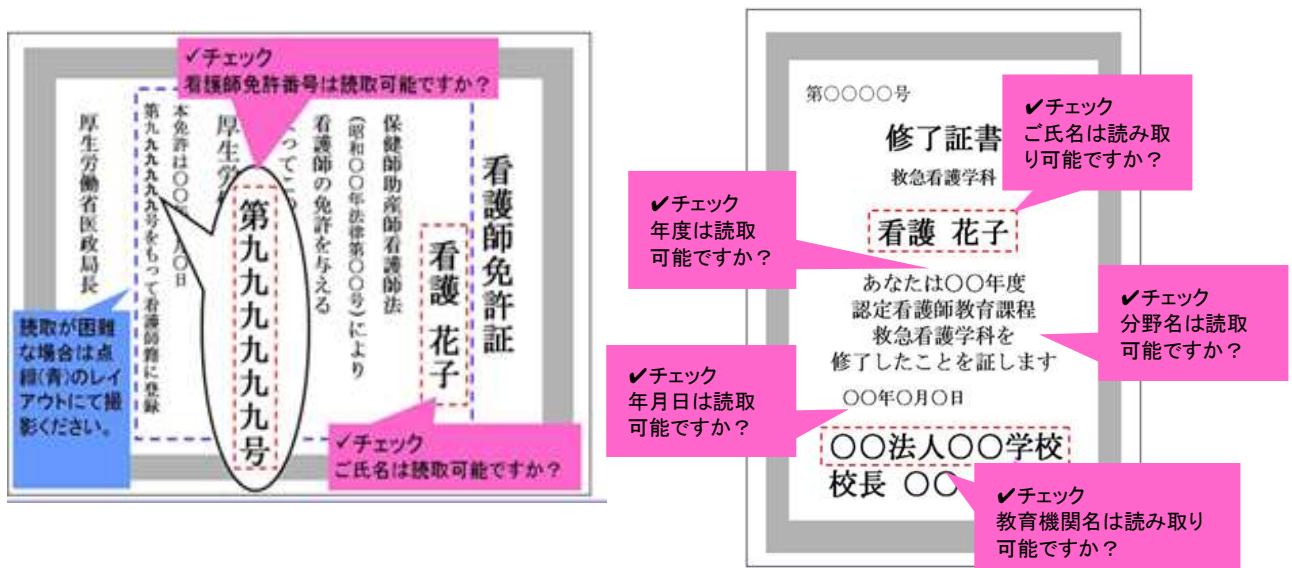 ✓チェック
看護師免許番号は読取可能ですか？
看護師免許証
看護 花子
保健師助産師看護師法
（昭和〇〇年法律第〇〇号）により
看護師の免許を与える
ってこの
厚生労
本免許は〇〇
月〇日
第九九九九九九号をもって看護師籍に登録
厚生労働省医政局長
第九九九九九九九号
読取が困難
な場合は点
線(青)のレイ
アウトにて撮
影ください。
✓チェック
ご氏名は読取可能ですか？
第〇〇〇〇号
修了証書
救急看護学科
看護 花子
あなたは〇〇年度
認定看護師教育課程
救急看護学科を
修了したことを証します
〇〇年〇月〇日
〇〇法人〇〇学校
校長 〇〇
✔チェック
ご氏名は読み取
り可能ですか？
✔チェック
年度は読取
可能ですか？
✔チェック
分野名は読取
可能ですか？
✔チェック
年月日は読取
可能ですか？
✔チェック
教育機関名は読み取り
可能ですか？